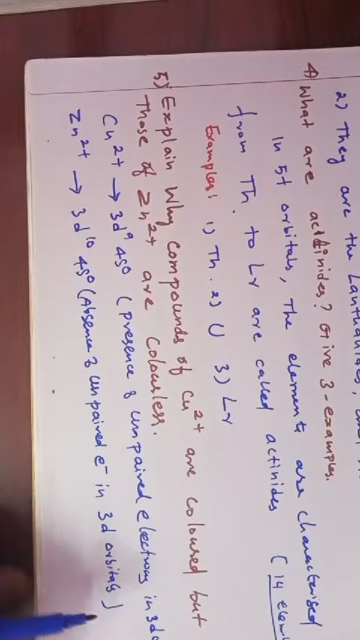 2) They are the Lanthanides,
4) What are actinides? Give 3-examples.
In 5f orbitals, The elements are characterised
from Th to Lr are called actinides (14 ele
Examples: 1) Th. 2) U 3) Lr
5) Explain Why compounds of Cu²⁺ are coloured but
Those of Zn²⁺ are colourless.
Cu²⁺ → 3d⁹ 4s⁰ (presence of unpaired electrons in 3d
Zn²⁺ → 3d¹⁰ 4s⁰ (Absence of unpaired e⁻ in 3d orbitals)